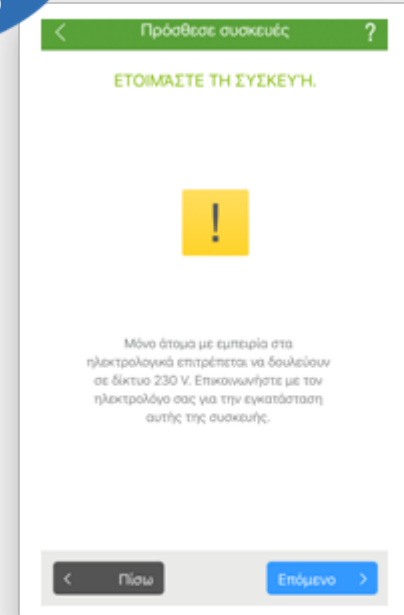 Πρόσθεσε συσκευές ?
ΕΤΟΙΜΆΣΤΕ ΤΗ ΣΥΣΚΕΥΉ.
!
Μόνο άτομα με εμπειρία στα
ηλεκτρολογικά επιτρέπεται να δουλεύουν
σε δίκτυο 230 V. Επικοινωνήστε με τον
ηλεκτρολόγο σας για την εγκατάσταση
αυτής της συσκευής.
< Πίσω
Επόμενο >